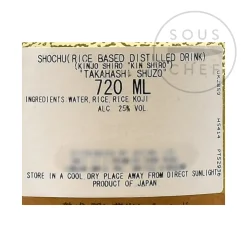 SOUS
CHEF
SHOCHU(RICE BASED DISTILLED DRINK)
(KINJO SHIRO "KIN SHIRO"
"TAKAHASHI SHUZO"
720 ML
INGREDIENTS:WATER, RICE, RICE KOJI
ALC 25% VOL
STORE IN A COOL DRY PLACE AWAY FROM DIRECT SUNLIGHT
PRODUCT OF JAPAN